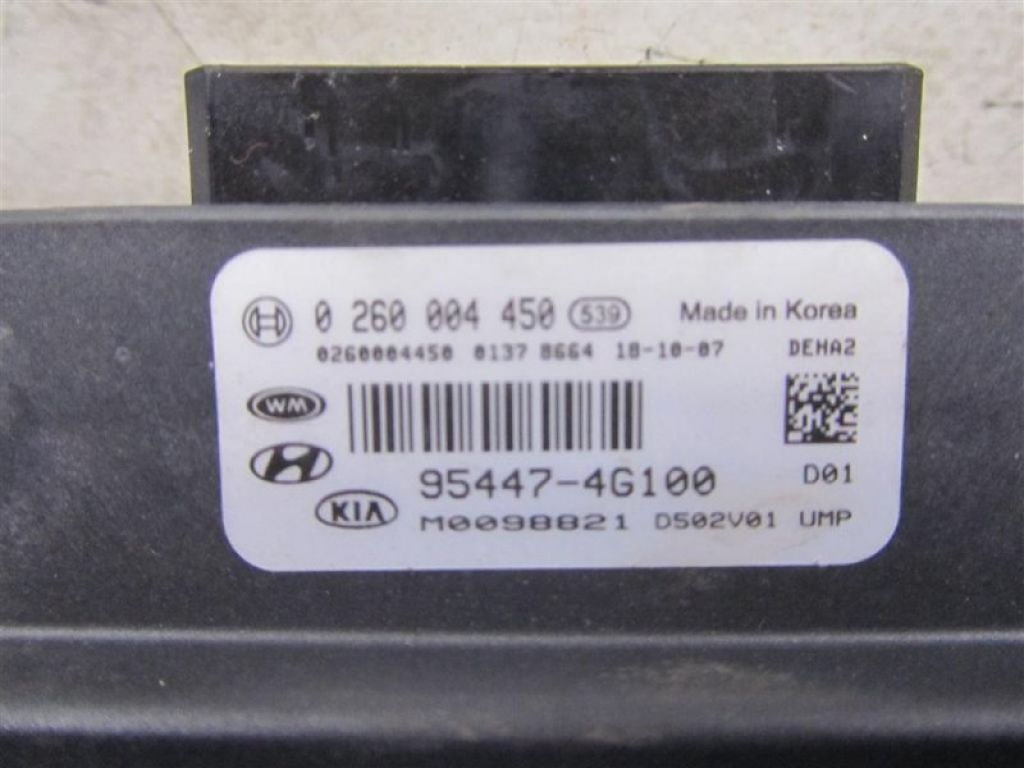 0 260 004 450 539 Made in Korea
0260004450 0137 8664 18-10-07 DEHA2
WM
95447-4G100 D01
KIA M0098821 D502V01 UMP